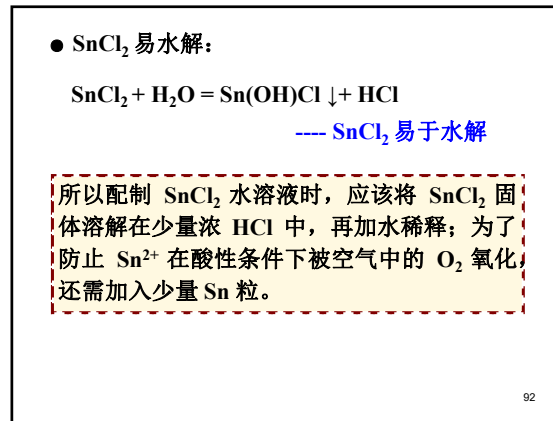 ● SnCl₂ 易水解：
SnCl₂ + H₂O = Sn(OH)Cl ↓+ HCl
---- SnCl₂ 易于水解
所以配制 SnCl₂ 水溶液时，应该将 SnCl₂ 固
体溶解在少量浓 HCl 中，再加水稀释；为了
防止 Sn²⁺ 在酸性条件下被空气中的 O₂ 氧化，
还需加入少量 Sn 粒。
92